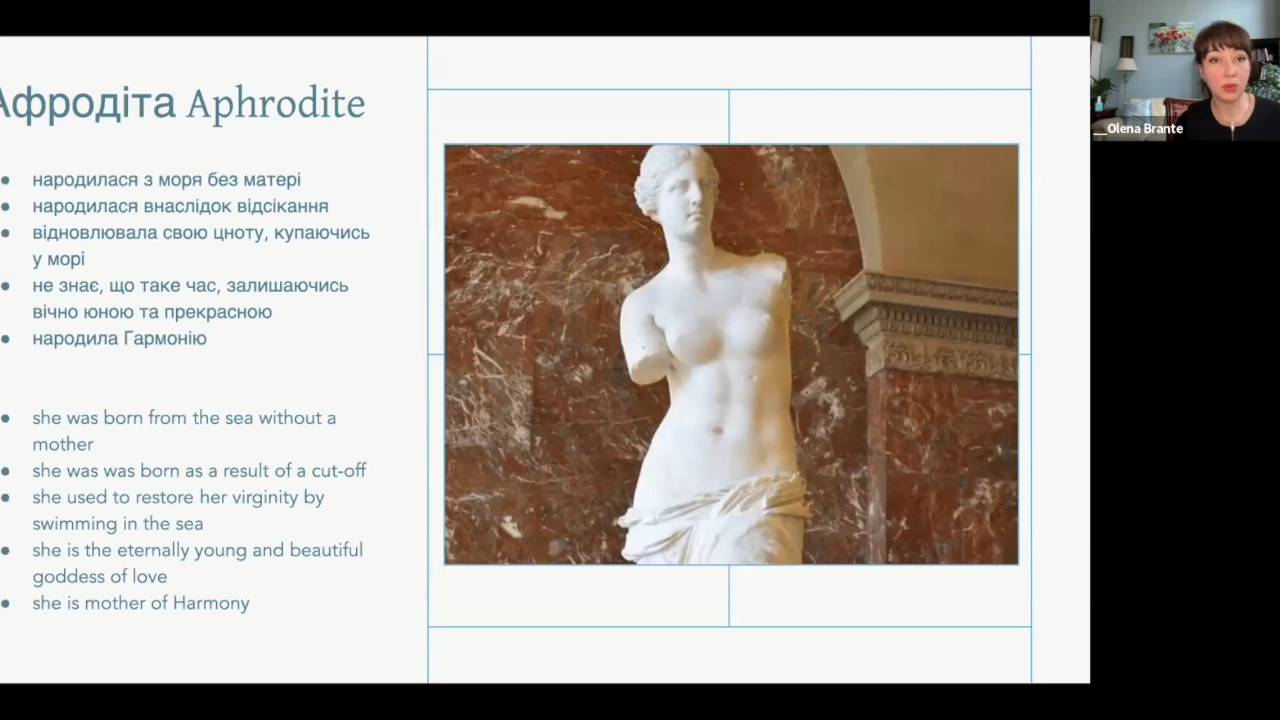 Афродіта Aphrodite
народилася з моря без матері
народилася внаслідок відсікання
відновлювала свою цноту, купаючись
у морі
не знає, що таке час, залишаючись
вічно юною та прекрасною
народила Гармонію
she was born from the sea without a
mother
she was was born as a result of a cut-off
she used to restore her virginity by
swimming in the sea
she is the eternally young and beautiful
goddess of love
she is mother of Harmony
__Olena Brante